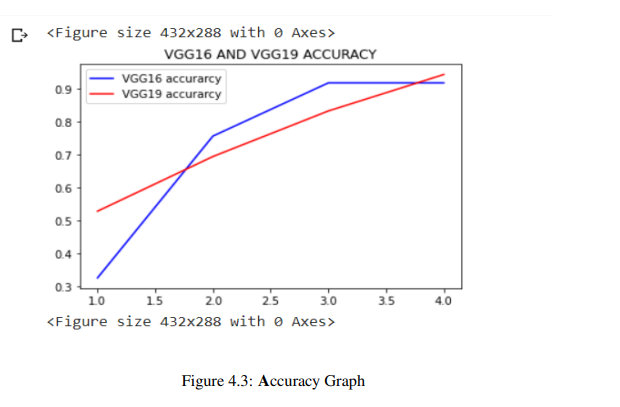 <Figure size 432x288 with 0 Axes>
VGG16 AND VGG19 ACCURACY
VGG16 accurarcy
VGG19 accurarcy
0.9
0.8
0.7
0.6
0.5
0.4
0.3
1.0 1.5 2.0 2.5 3.0 3.5 4.0
<Figure size 432x288 with 0 Axes>
Figure 4.3: Accuracy Graph